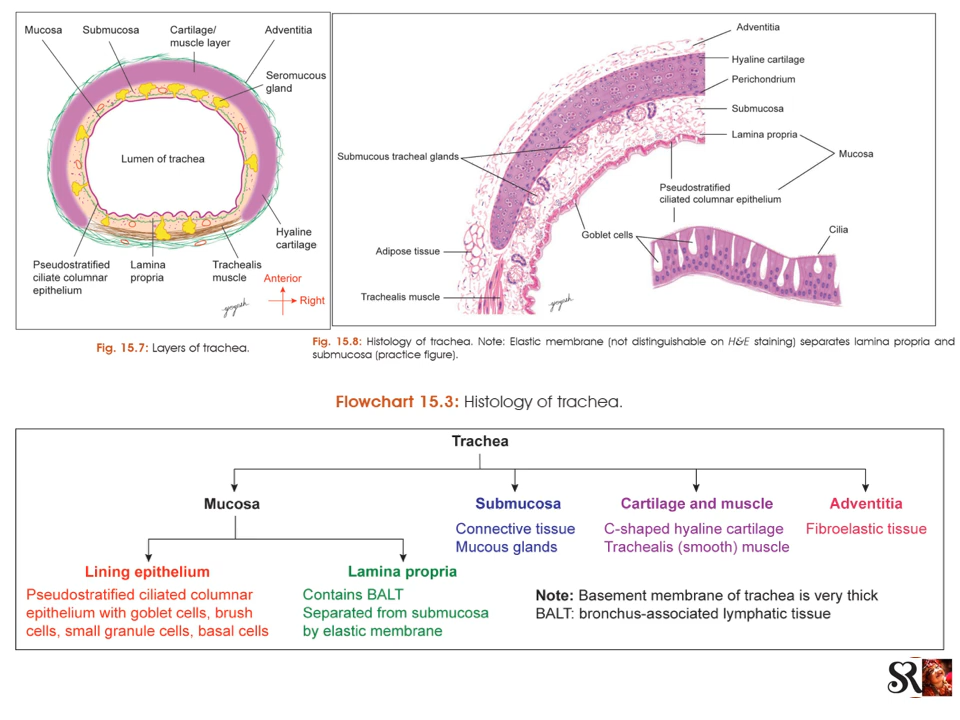 Mucosa
Submucosa
Cartilage/
muscle layer
Adventitia
Seromucous
gland
Lumen of trachea
Hyaline
cartilage
Pseudostratified
ciliate columnar
epithelium
Lamina
propria
Trachealis
muscle
Anterior
Right
Fig. 15.7: Layers of trachea.
Adventitia
Hyaline cartilage
Perichondrium
Submucosa
Lamina propria
Mucosa
Submucous tracheal glands
Pseudostratified
ciliated columnar
epithelium
Goblet cells
Cilia
Adipose tissue
Trachealis muscle
Fig. 15.8: Histology of trachea. Note: Elastic membrane (not distinguishable on H&E staining) separates lamina propria and
submucosa (practice figure).
Flowchart 15.3: Histology of trachea.
Trachea
Mucosa
Submucosa
Connective tissue
Mucous glands
Cartilage and muscle
C-shaped hyaline cartilage
Trachealis (smooth) muscle
Adventitia
Fibroelastic tissue
Lining epithelium
Pseudostratified ciliated columnar
epithelium with goblet cells, brush
cells, small granule cells, basal cells
Lamina propria
Contains BALT
Separated from submucosa
by elastic membrane
Note: Basement membrane of trachea is very thick
BALT: bronchus-associated lymphatic tissue
SR